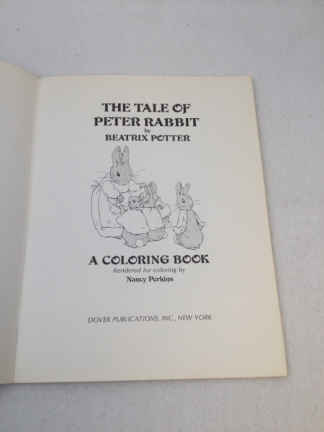 THE TALE OF
PETER RABBIT
by
BEATRIX POTTER
A COLORING BOOK
Rendered for coloring by
Nancy Perkins
DOVER PUBLICATIONS, INC., NEW YORK